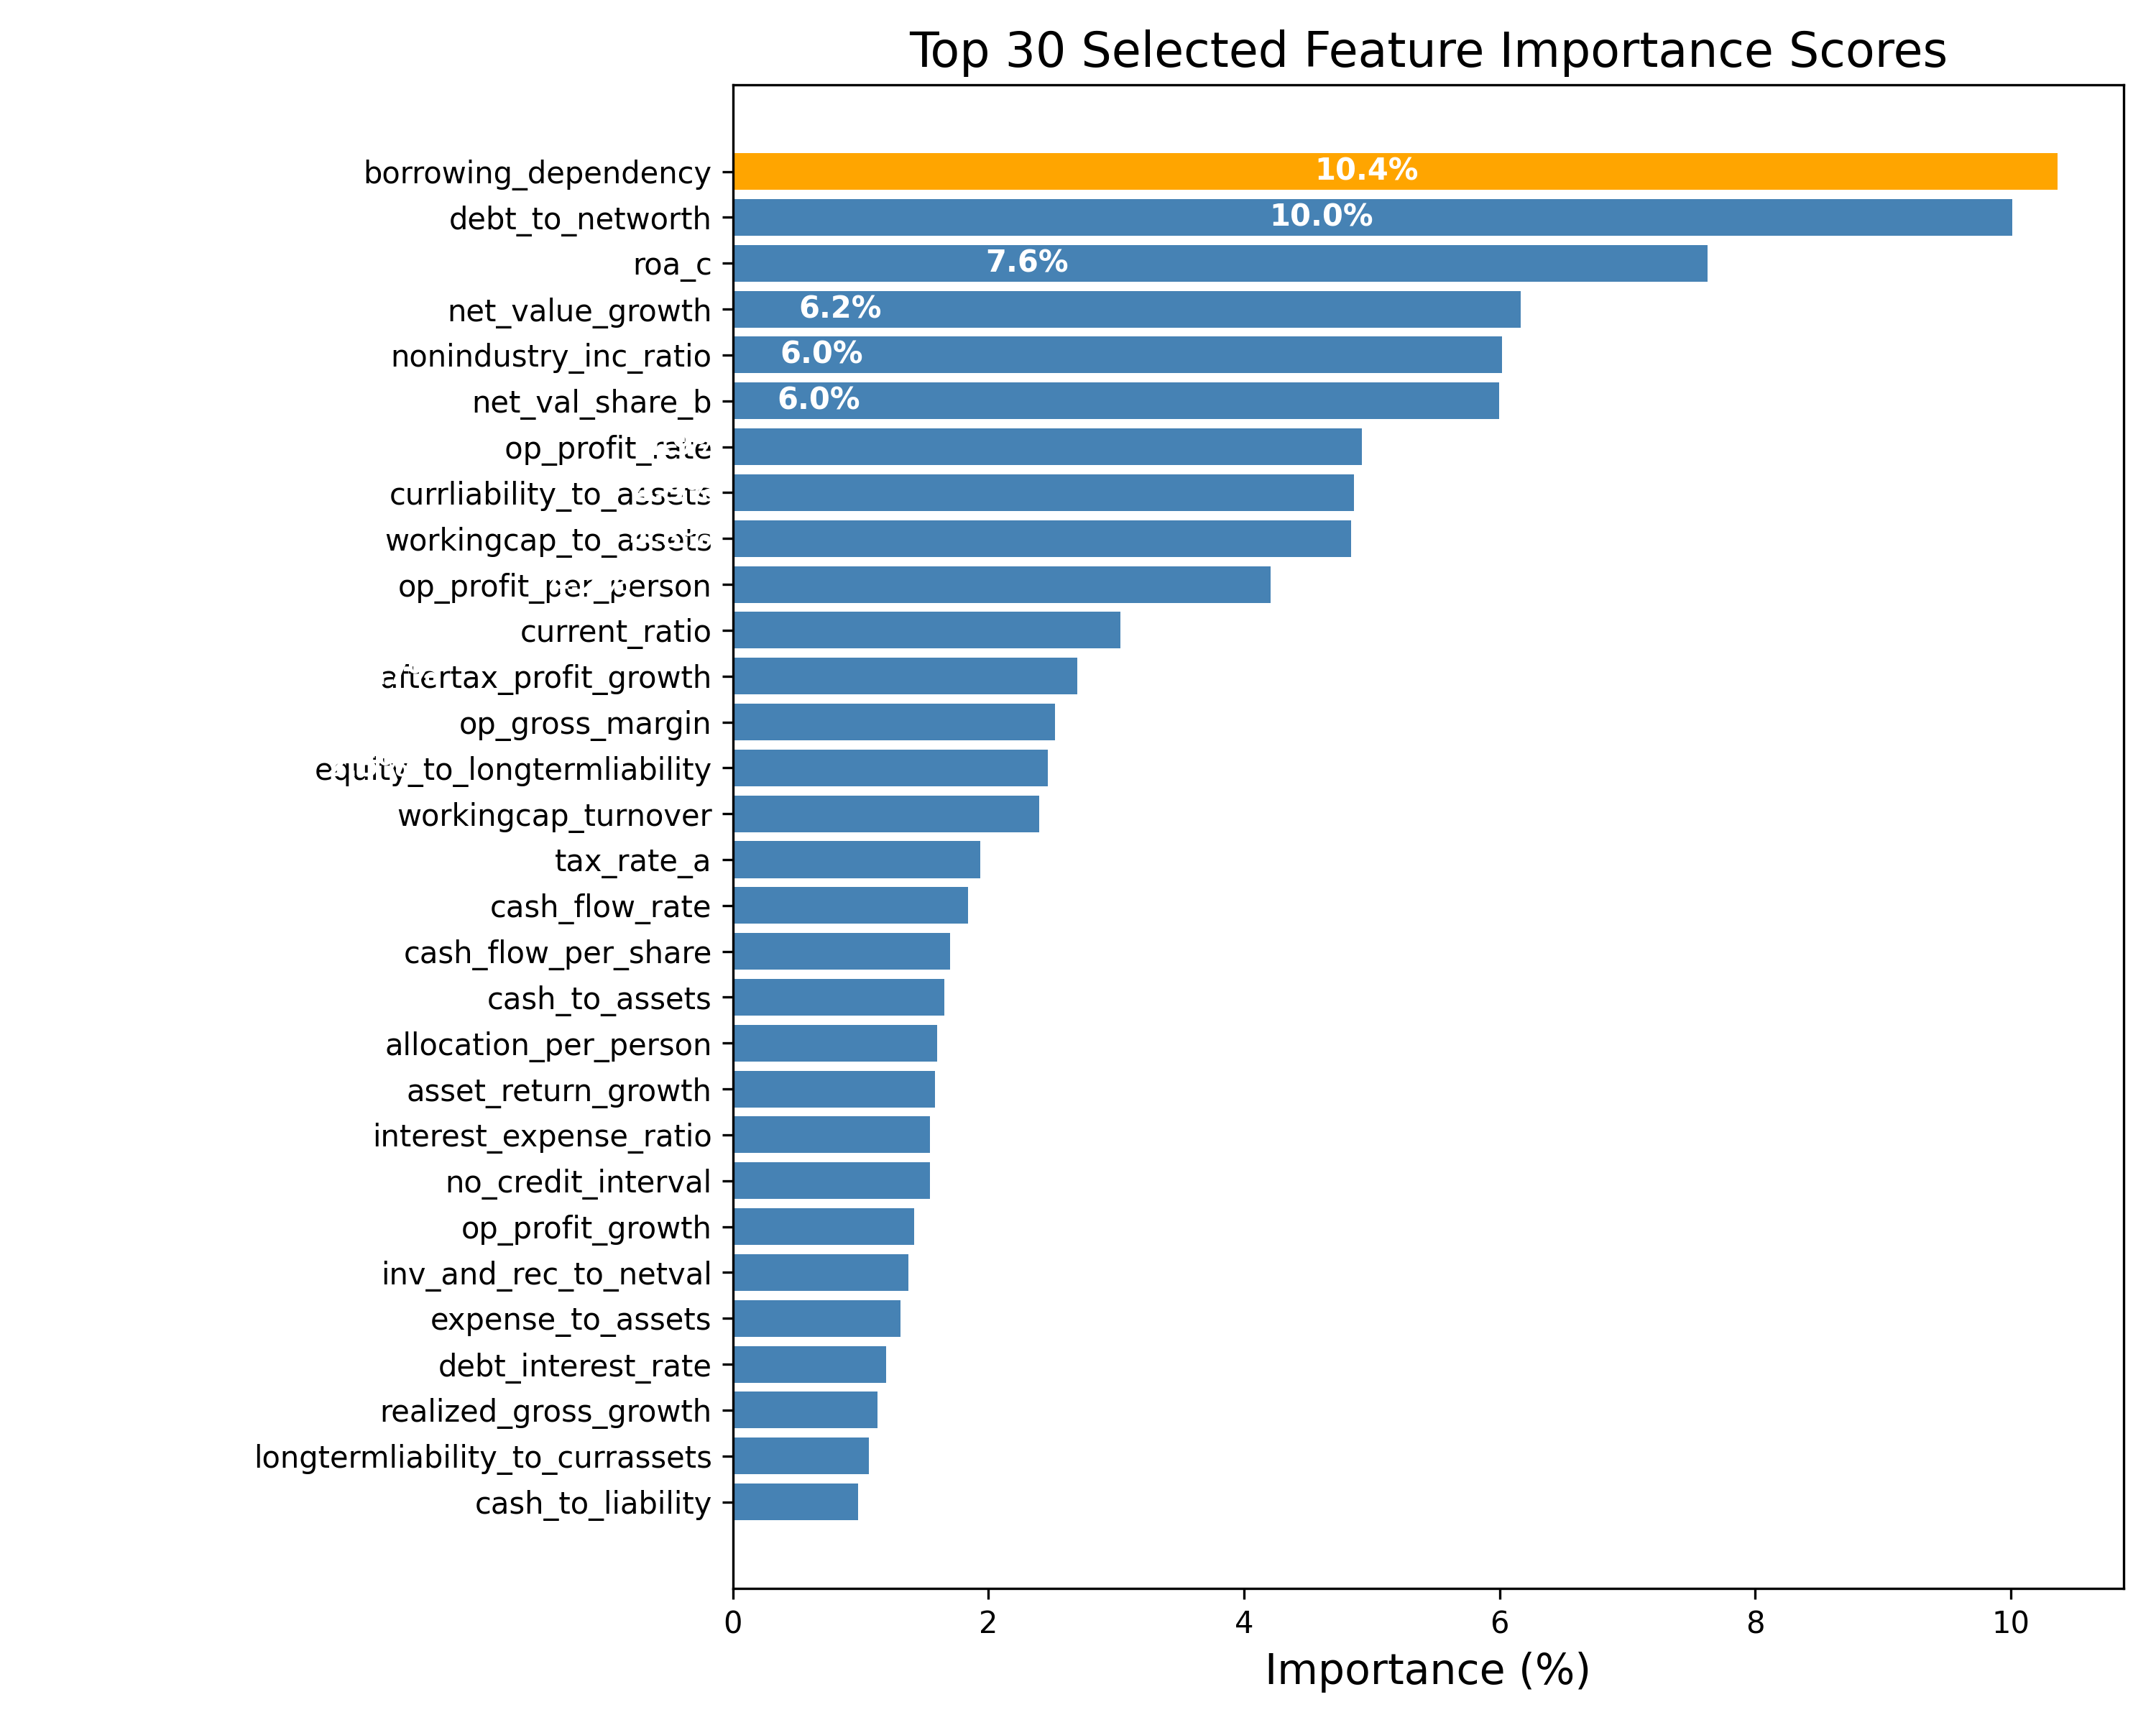 Top 30 Selected Feature Importance Scores
borrowing_dependency 10.4%
debt_to_networth 10.0%
roa_c 7.6%
net_value_growth 6.2%
nonindustry_inc_ratio 6.0%
net_val_share_b 6.0%
op_profit_rate
currliability_to_assets
workingcap_to_assets
op_profit_per_person
current_ratio
aftertax_profit_growth
op_gross_margin
equity_to_longtermliability
workingcap_turnover
tax_rate_a
cash_flow_rate
cash_flow_per_share
cash_to_assets
allocation_per_person
asset_return_growth
interest_expense_ratio
no_credit_interval
op_profit_growth
inv_and_rec_to_netval
expense_to_assets
debt_interest_rate
realized_gross_growth
longtermliability_to_currassets
cash_to_liability
0 2 4 6 8 10
Importance (%)